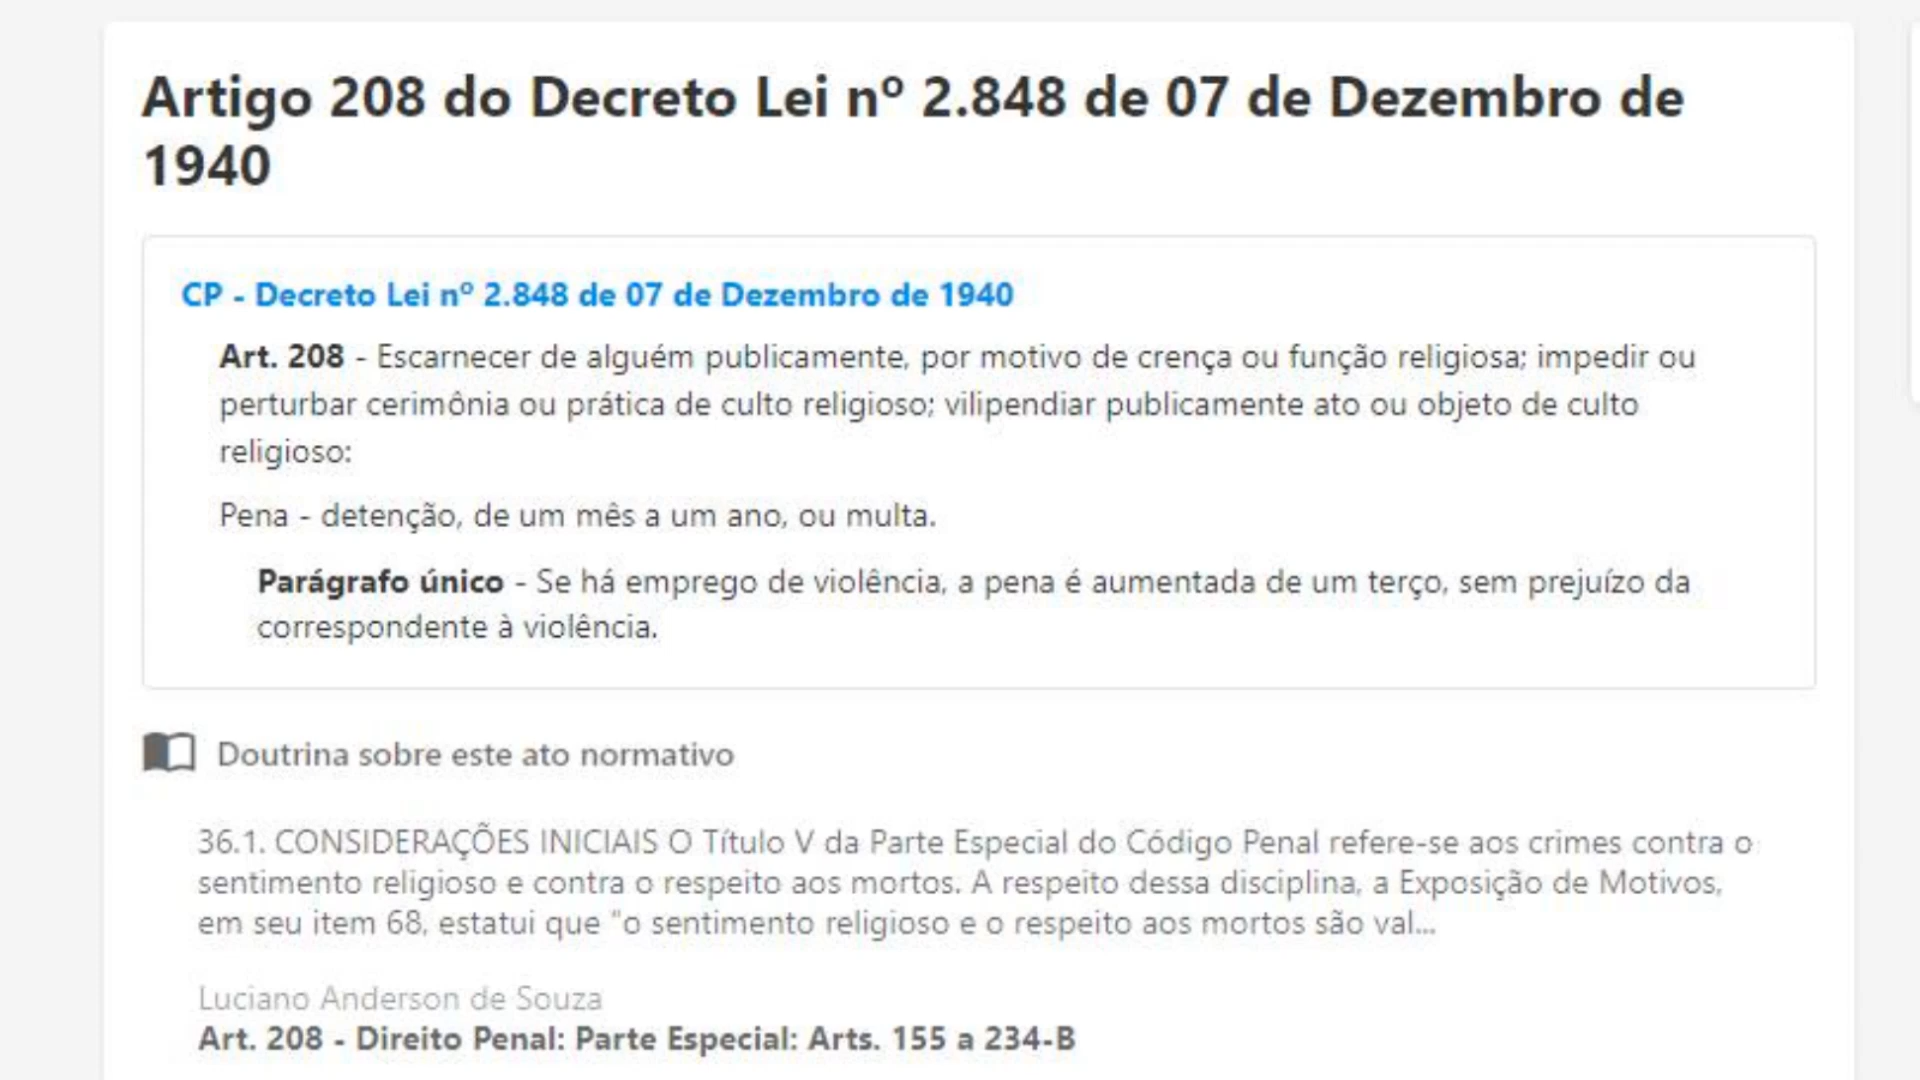 Artigo 208 do Decreto Lei nº 2.848 de 07 de Dezembro de
1940
CP - Decreto Lei nº 2.848 de 07 de Dezembro de 1940
Art. 208 - Escarnecer de alguém publicamente, por motivo de crença ou função religiosa; impedir ou
perturbar cerimônia ou prática de culto religioso; vilipendiar publicamente ato ou objeto de culto
religioso:
Pena - detenção, de um mês a um ano, ou multa.
Parágrafo único - Se há emprego de violência, a pena é aumentada de um terço, sem prejuízo da
correspondente à violência.
Doutrina sobre este ato normativo
36.1. CONSIDERAÇÕES INICIAIS O Título V da Parte Especial do Código Penal refere-se aos crimes contra o
sentimento religioso e contra o respeito aos mortos. A respeito dessa disciplina, a Exposição de Motivos,
em seu item 68, estatui que "o sentimento religioso e o respeito aos mortos são val...
Luciano Anderson de Souza
Art. 208 - Direito Penal: Parte Especial: Arts. 155 a 234-B